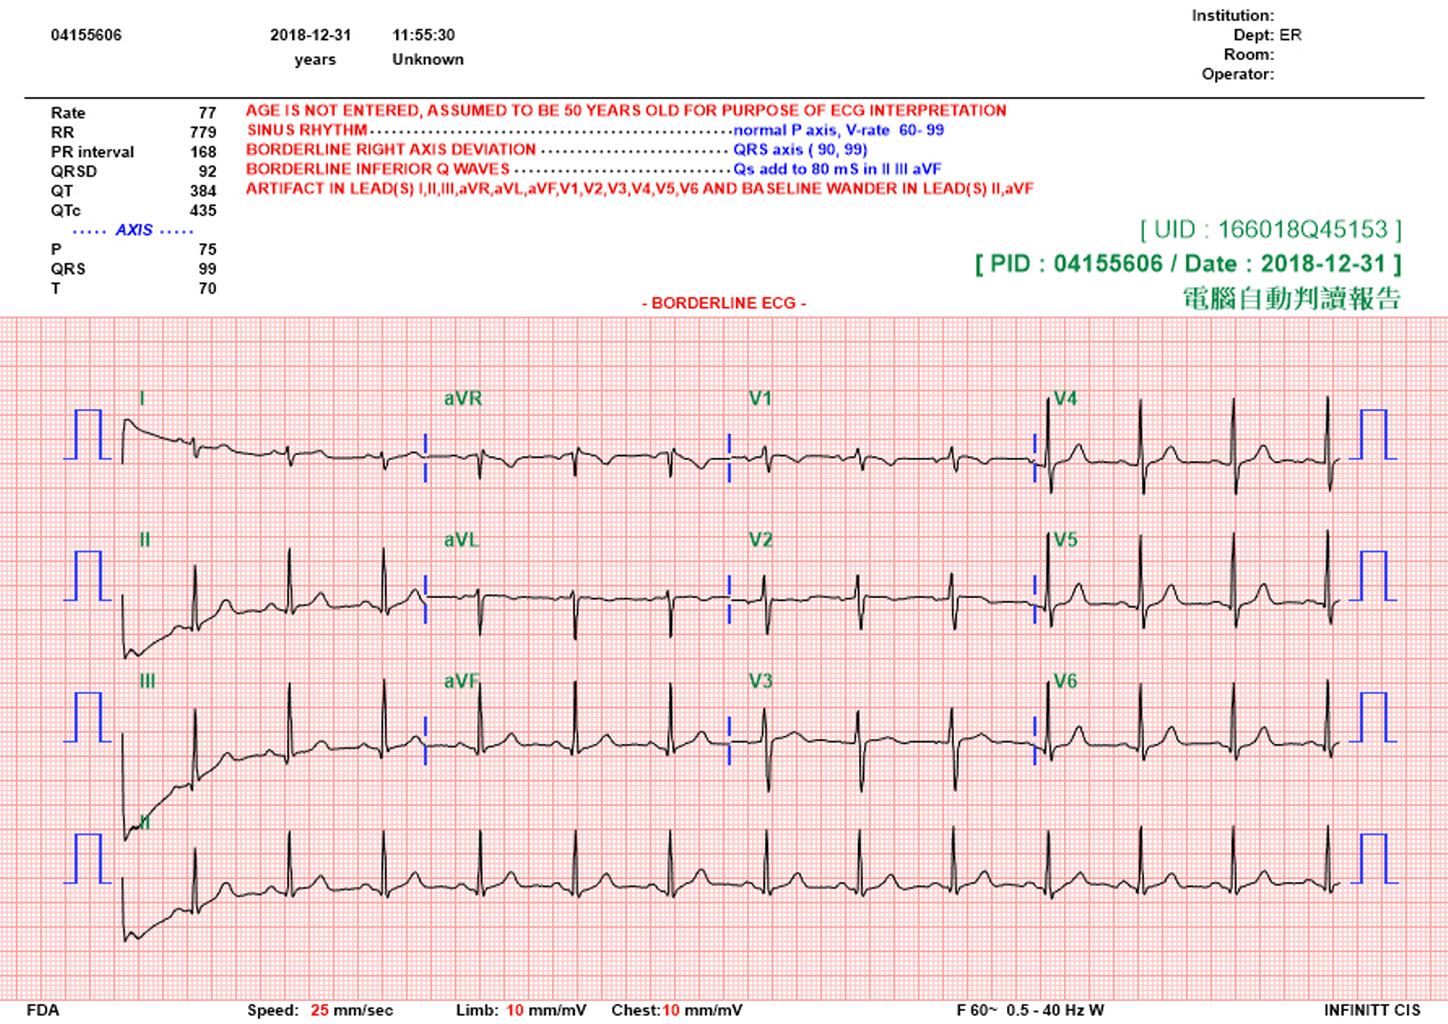 Institution:
04155606 2018-12-31 11:55:30 Dept: ER
years Unknown Room:
Operator:
Rate 77 AGE IS NOT ENTERED, ASSUMED TO BE 50 YEARS OLD FOR PURPOSE OF ECG INTERPRETATION
RR 779 SINUS RHYTHM normal P axis, V-rate 60- 99
PR interval 168 BORDERLINE RIGHT AXIS DEVIATION QRS axis ( 90, 99)
QRSD 92 BORDERLINE INFERIOR Q WAVES Qs add to 80 mS in II III aVF
QT 384 ARTIFACT IN LEAD(S) I,II,III,aVR,aVL,aVF,V1,V2,V3,V4,V5,V6 AND BASELINE WANDER IN LEAD(S) II,aVF
QTc 435
..... AXIS .....
P 75
QRS 99
T 70
[ UID : 166018Q45153 ]
[ PID : 04155606 / Date : 2018-12-31 ]
電腦自動判讀報告
- BORDERLINE ECG -
I aVR V1 V4
II aVL V2 V5
III aVF V3 V6
II
FDA Speed: 25 mm/sec Limb: 10 mm/mV Chest:10 mm/mV F 60~ 0.5 - 40 Hz W INFINITT CIS